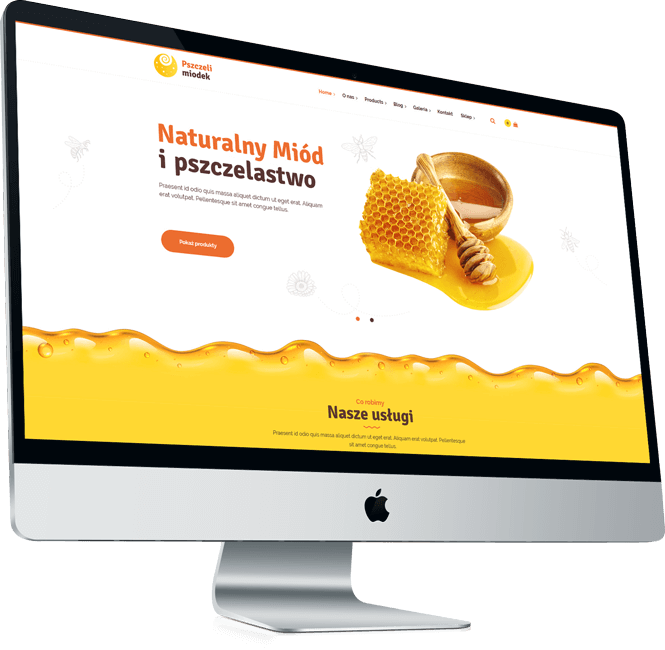 Pszczeli
miodek
Home
O nas
Products
Blog
Galeria
Kontakt
Sklep
Naturalny Miód
i pszczelastwo
Praesent id odio quis massa aliquet dictum ut eget erat. Aliquam
erat volutpat. Pellentesque sit amet congue tellus.
Pokaż produkty
Co robimy
Nasze usługi
Praesent id odio quis massa aliquet dictum ut eget erat. Aliquam erat volutpat. Pellentesque
sit amet congue tellus.